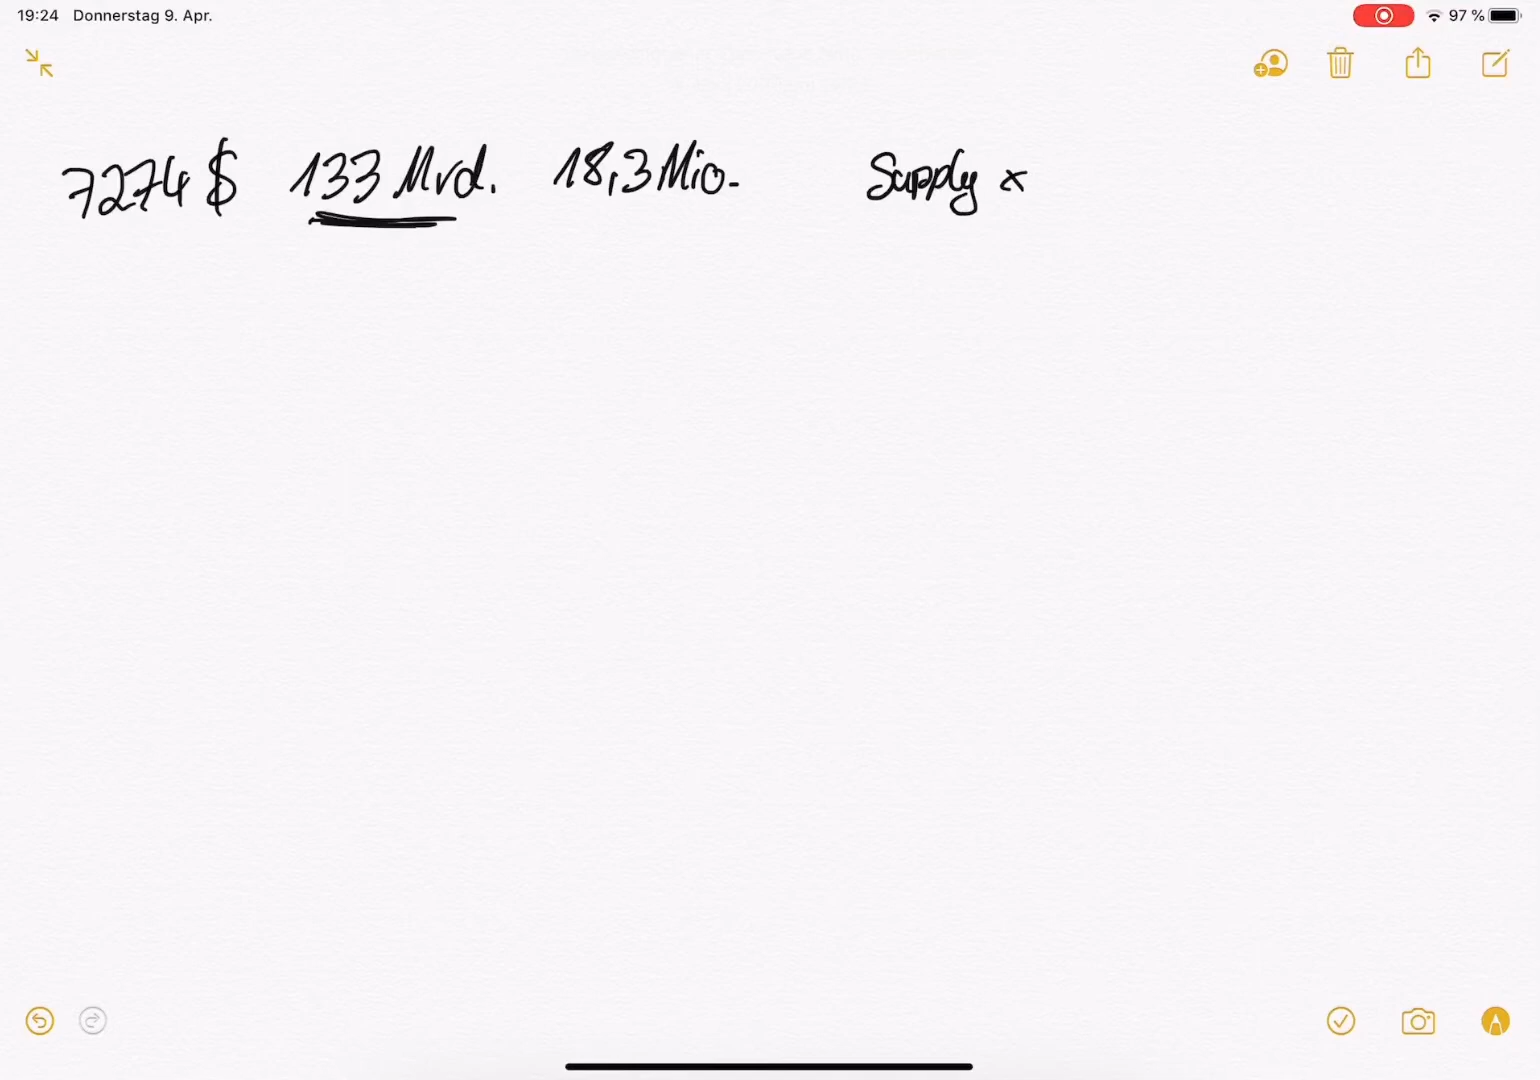 19:24 Donnerstag 9. Apr. 97 %
7274 $ 133 Mrd. 18,3 Mio. Supply x